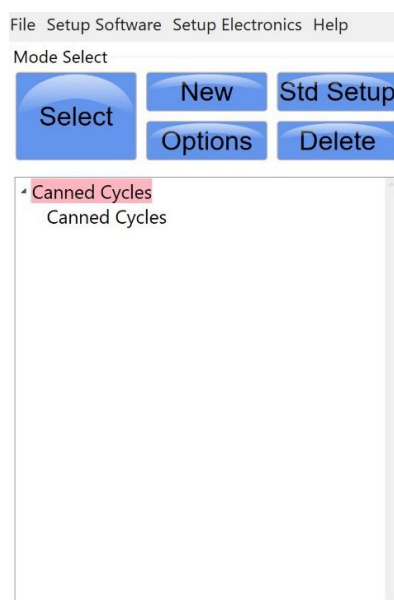 File Setup Software Setup Electronics Help
Mode Select
Select
New
Std Setup
Options
Delete
Canned Cycles
Canned Cycles